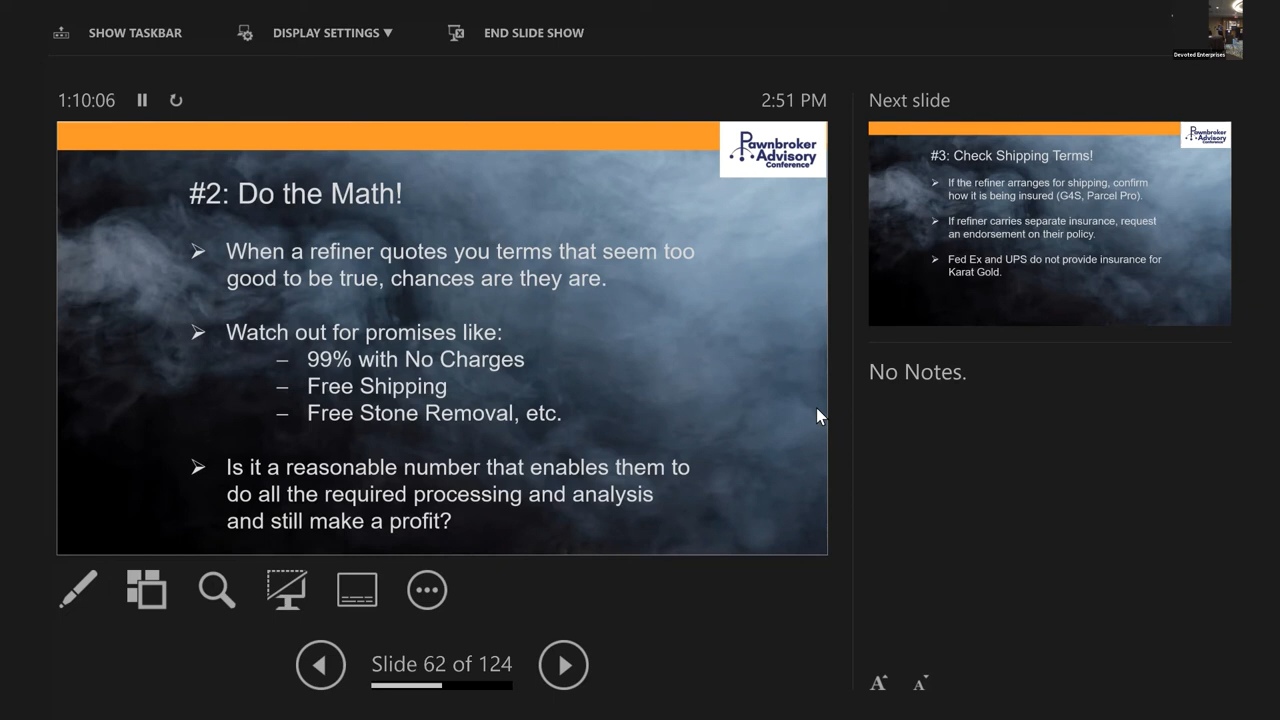 SHOW TASKBAR
DISPLAY SETTINGS ▼
END SLIDE SHOW
Devoted Enterprises
1:10:06
2:51 PM
Pawnbroker
Advisory
Conference
#2: Do the Math!
➢ When a refiner quotes you terms that seem too
good to be true, chances are they are.
➢ Watch out for promises like:
– 99% with No Charges
– Free Shipping
– Free Stone Removal, etc.
➢ Is it a reasonable number that enables them to
do all the required processing and analysis
and still make a profit?
Slide 62 of 124
Next slide
Pawnbroker
Advisory
Conference
#3: Check Shipping Terms!
➢ If the refiner arranges for shipping, confirm
how it is being insured (G4S, Parcel Pro).
➢ If refiner carries separate insurance, request
an endorsement on their policy.
➢ Fed Ex and UPS do not provide insurance for
Karat Gold.
No Notes.
A A